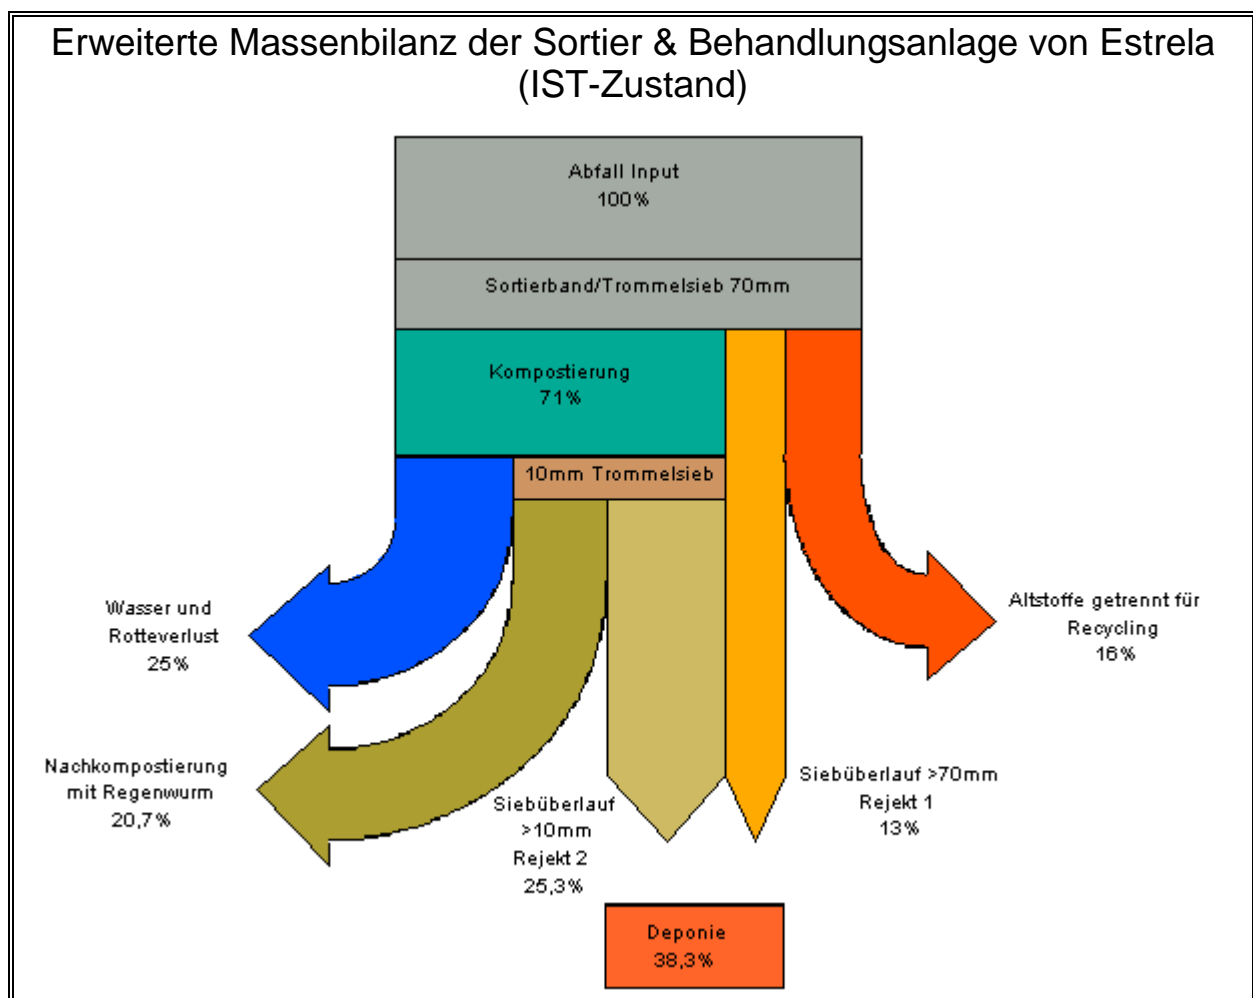 Erweiterte Massenbilanz der Sortier & Behandlungsanlage von Estrela
(IST-Zustand)
Abfall Input
100%
Sortierband/Trommelsieb 70mm
Kompostierung
71%
10mm Trommelsieb
Wasser und
Rotteverlust
25%
Altstoffe getrennt für
Recycling
16%
Nachkompostierung
mit Regenwurm
20,7%
Siebüberlauf
>10mm
Rejekt 2
25,3%
Siebüberlauf >70mm
Rejekt 1
13%
Deponie
38,3%